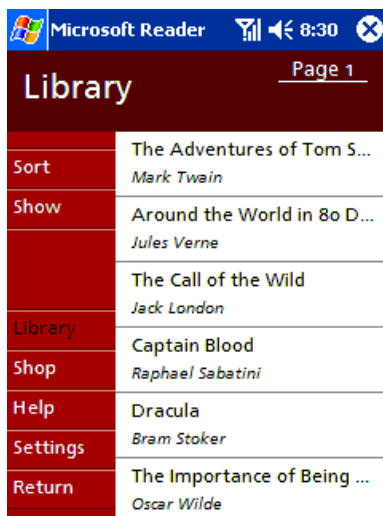 Microsoft Reader 8:30
Library
Page 1
Sort
Show
Library
Shop
Help
Settings
Return
The Adventures of Tom S...
Mark Twain
Around the World in 80 D...
Jules Verne
The Call of the Wild
Jack London
Captain Blood
Raphael Sabatini
Dracula
Bram Stoker
The Importance of Being ...
Oscar Wilde